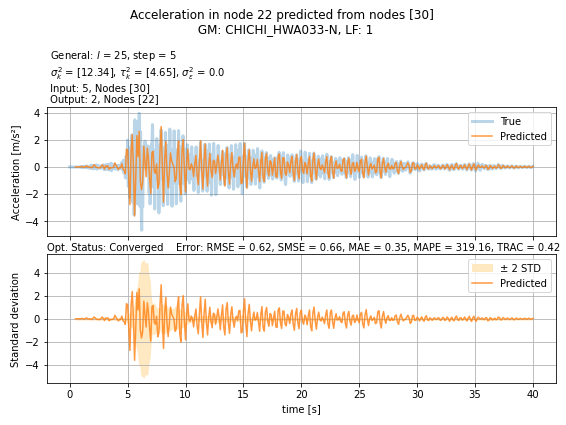 Acceleration in node 22 predicted from nodes [30]
GM: CHICHI_HWA033-N, LF: 1
General: l = 25, step = 5
σ²ₖ = [12.34], τ²ₖ = [4.65], σ²ε = 0.0
Input: 5, Nodes [30]
Output: 2, Nodes [22]
Acceleration [m/s²]
4
2
0
−2
−4
True
Predicted
Opt. Status: Converged Error: RMSE = 0.62, SMSE = 0.66, MAE = 0.35, MAPE = 319.16, TRAC = 0.42
Standard deviation
4
2
0
−2
−4
± 2 STD
Predicted
0 5 10 15 20 25 30 35 40
time [s]